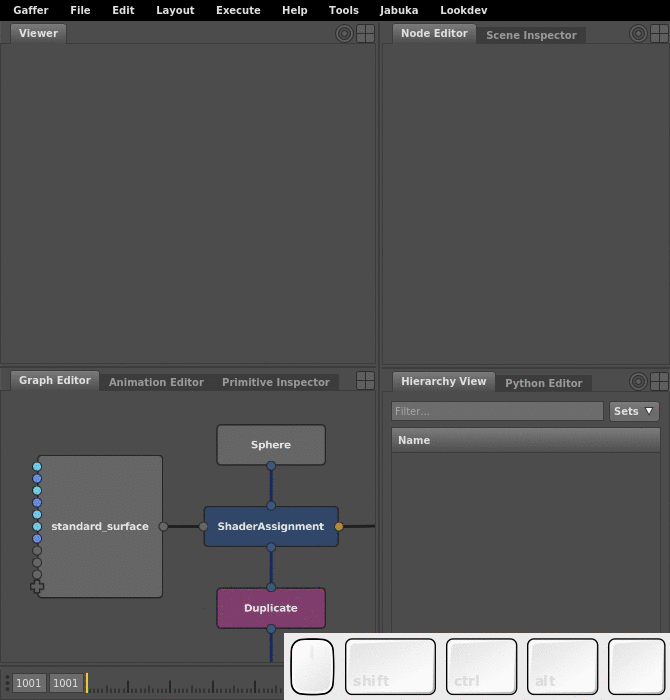 Gaffer File Edit Layout Execute Help Tools Jabuka Lookdev
Viewer
Node Editor Scene Inspector
Graph Editor Animation Editor Primitive Inspector
Hierarchy View Python Editor
Filter... Sets
Name
Sphere
standard_surface
ShaderAssignment
Duplicate
1001 1001
shift ctrl alt